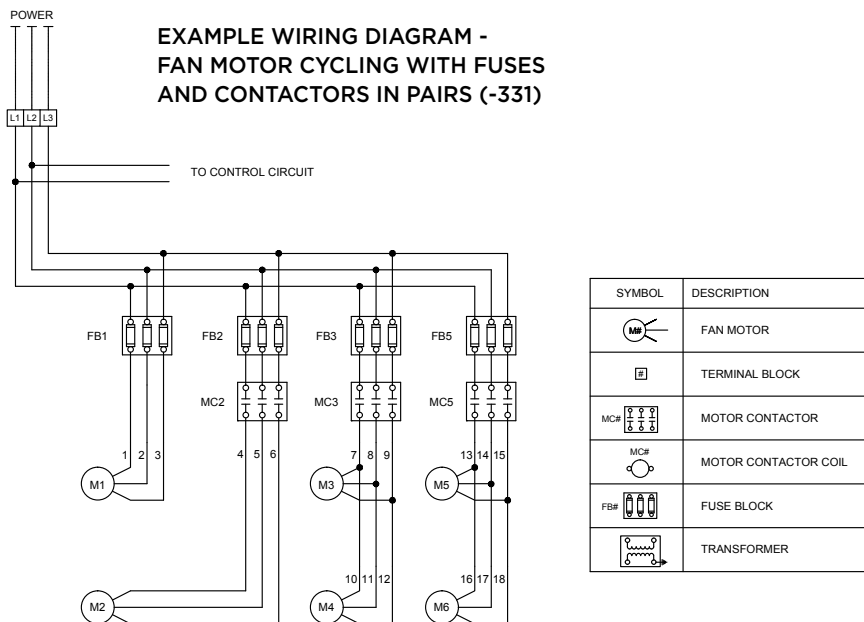 POWER
EXAMPLE WIRING DIAGRAM -
FAN MOTOR CYCLING WITH FUSES
AND CONTACTORS IN PAIRS (-331)
L1 L2 L3
TO CONTROL CIRCUIT
FB1 FB2 FB3 FB5
MC2 MC3 MC5
1 2 3 4 5 6 7 8 9 13 14 15
M1 M3 M5
10 11 12 16 17 18
M2 M4 M6
SYMBOL DESCRIPTION
M# FAN MOTOR
# TERMINAL BLOCK
MC# MOTOR CONTACTOR
MC# MOTOR CONTACTOR COIL
FB# FUSE BLOCK
TRANSFORMER